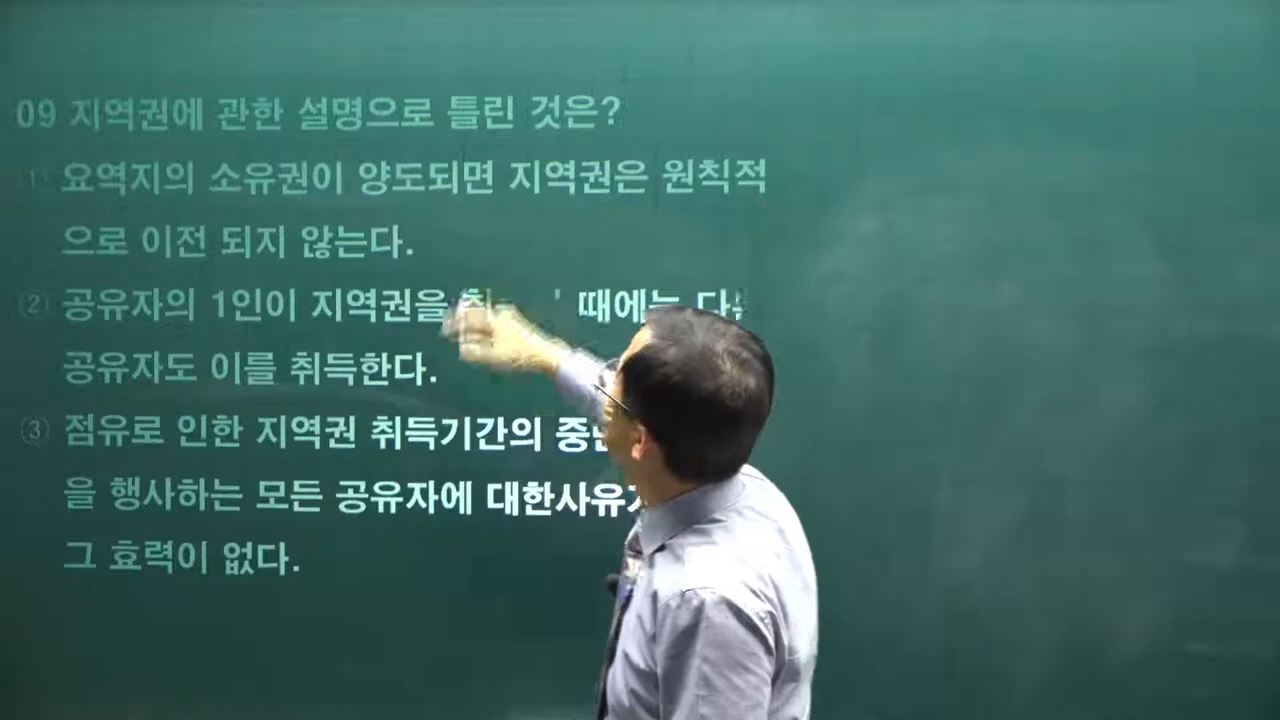 09 지역권에 관한 설명으로 틀린 것은?
① 요역지의 소유권이 양도되면 지역권은 원칙적
으로 이전 되지 않는다.
② 공유자의 1인이 지역권을 때에는
공유자도 이를 취득한다.
③ 점유로 인한 지역권 취득기간의
을 행사하는 모든 공유자에
그 효력이 없다.